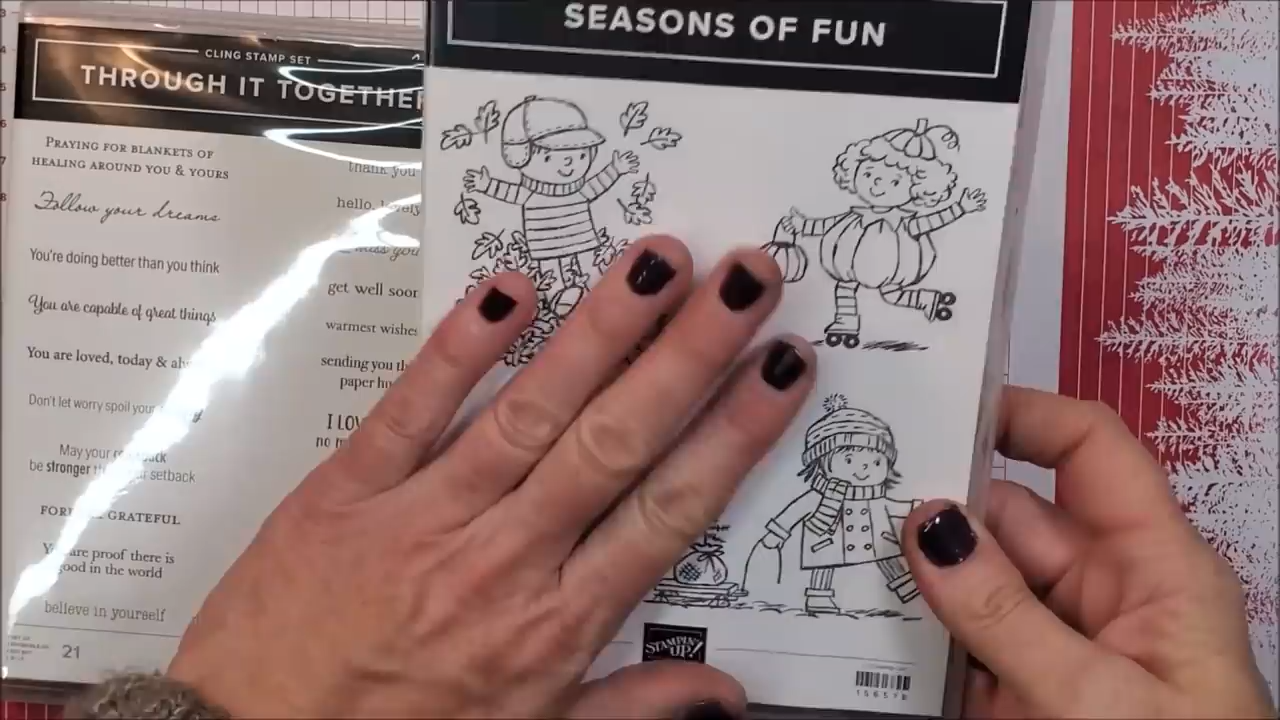 CLING STAMP SET
THROUGH IT TOGETHER
PRAYING FOR BLANKETS OF
HEALING AROUND YOU & YOURS
Follow your dreams
You're doing better than you think
You are capable of great things
You are loved, today &
Don't let worry spoil your
May your
be stronger setback
GRATEFUL
are proof there is
good in the world
believe in yourself
21
thank you
hello,
miss you
get well soon
warmest wishes
sending you
paper
I
no
SEASONS OF FUN
STAMPIN' UP!